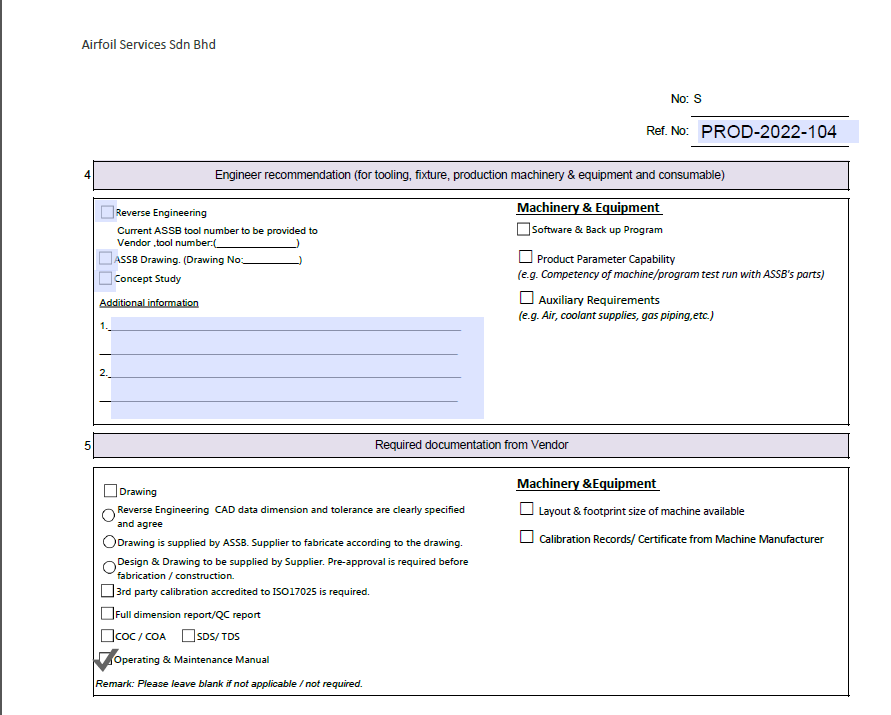 Airfoil Services Sdn Bhd
No: S
Ref. No: PROD-2022-104
4 Engineer recommendation (for tooling, fixture, production machinery & equipment and consumable)
Reverse Engineering
Current ASSB tool number to be provided to
Vendor ,tool number:(______________)
ASSB Drawing. (Drawing No:__________)
Concept Study
Additional information
1.
2.
Machinery & Equipment
Software & Back up Program
Product Parameter Capability
(e.g. Competency of machine/program test run with ASSB's parts)
Auxiliary Requirements
(e.g. Air, coolant supplies, gas piping,etc.)
5 Required documentation from Vendor
Drawing
Reverse Engineering CAD data dimension and tolerance are clearly specified
and agree
Drawing is supplied by ASSB. Supplier to fabricate according to the drawing.
Design & Drawing to be supplied by Supplier. Pre-approval is required before
fabrication / construction.
3rd party calibration accredited to ISO17025 is required.
Full dimension report/QC report
COC / COA SDS/ TDS
Operating & Maintenance Manual
Remark: Please leave blank if not applicable / not required.
Machinery &Equipment
Layout & footprint size of machine available
Calibration Records/ Certificate from Machine Manufacturer